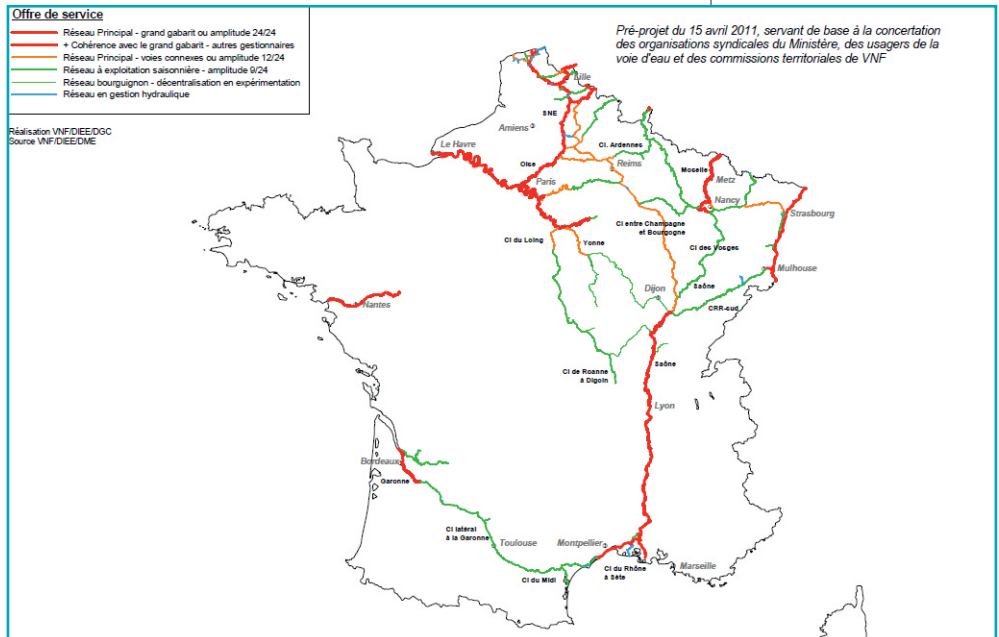 Offre de service
Réseau Principal - grand gabarit ou amplitude 24/24
+ Cohérence avec le grand gabarit - autres gestionnaires
Réseau Principal - voies connexes ou amplitude 12/24
Réseau à exploitation saisonnière - amplitude 9/24
Réseau bourguignon - décentralisation en expérimentation
Réseau en gestion hydraulique
Réalisation VNF/DIEE/DGC
Source VNF/DIEE/DME
Pré-projet du 15 avril 2011, servant de base à la concertation
des organisations syndicales du Ministère, des usagers de la
voie d'eau et des commissions territoriales de VNF
Lille
SNE
Amiens
Le Havre
Cl. Ardennes
Oise
Reims
Moselle
Metz
Paris
Nancy
Strasbourg
Cl entre Champagne
et Bourgogne
Cl du Loing
Yonne
Cl des Vosges
Mulhouse
Dijon
Saône
CRR-sud
Nantes
Saône
Cl de Roanne
à Digoin
Lyon
Bordeaux
Garonne
Cl latéral
à la Garonne
Toulouse
Montpellier
Cl du Rhône
à Sète
Marseille
Cl du Midi